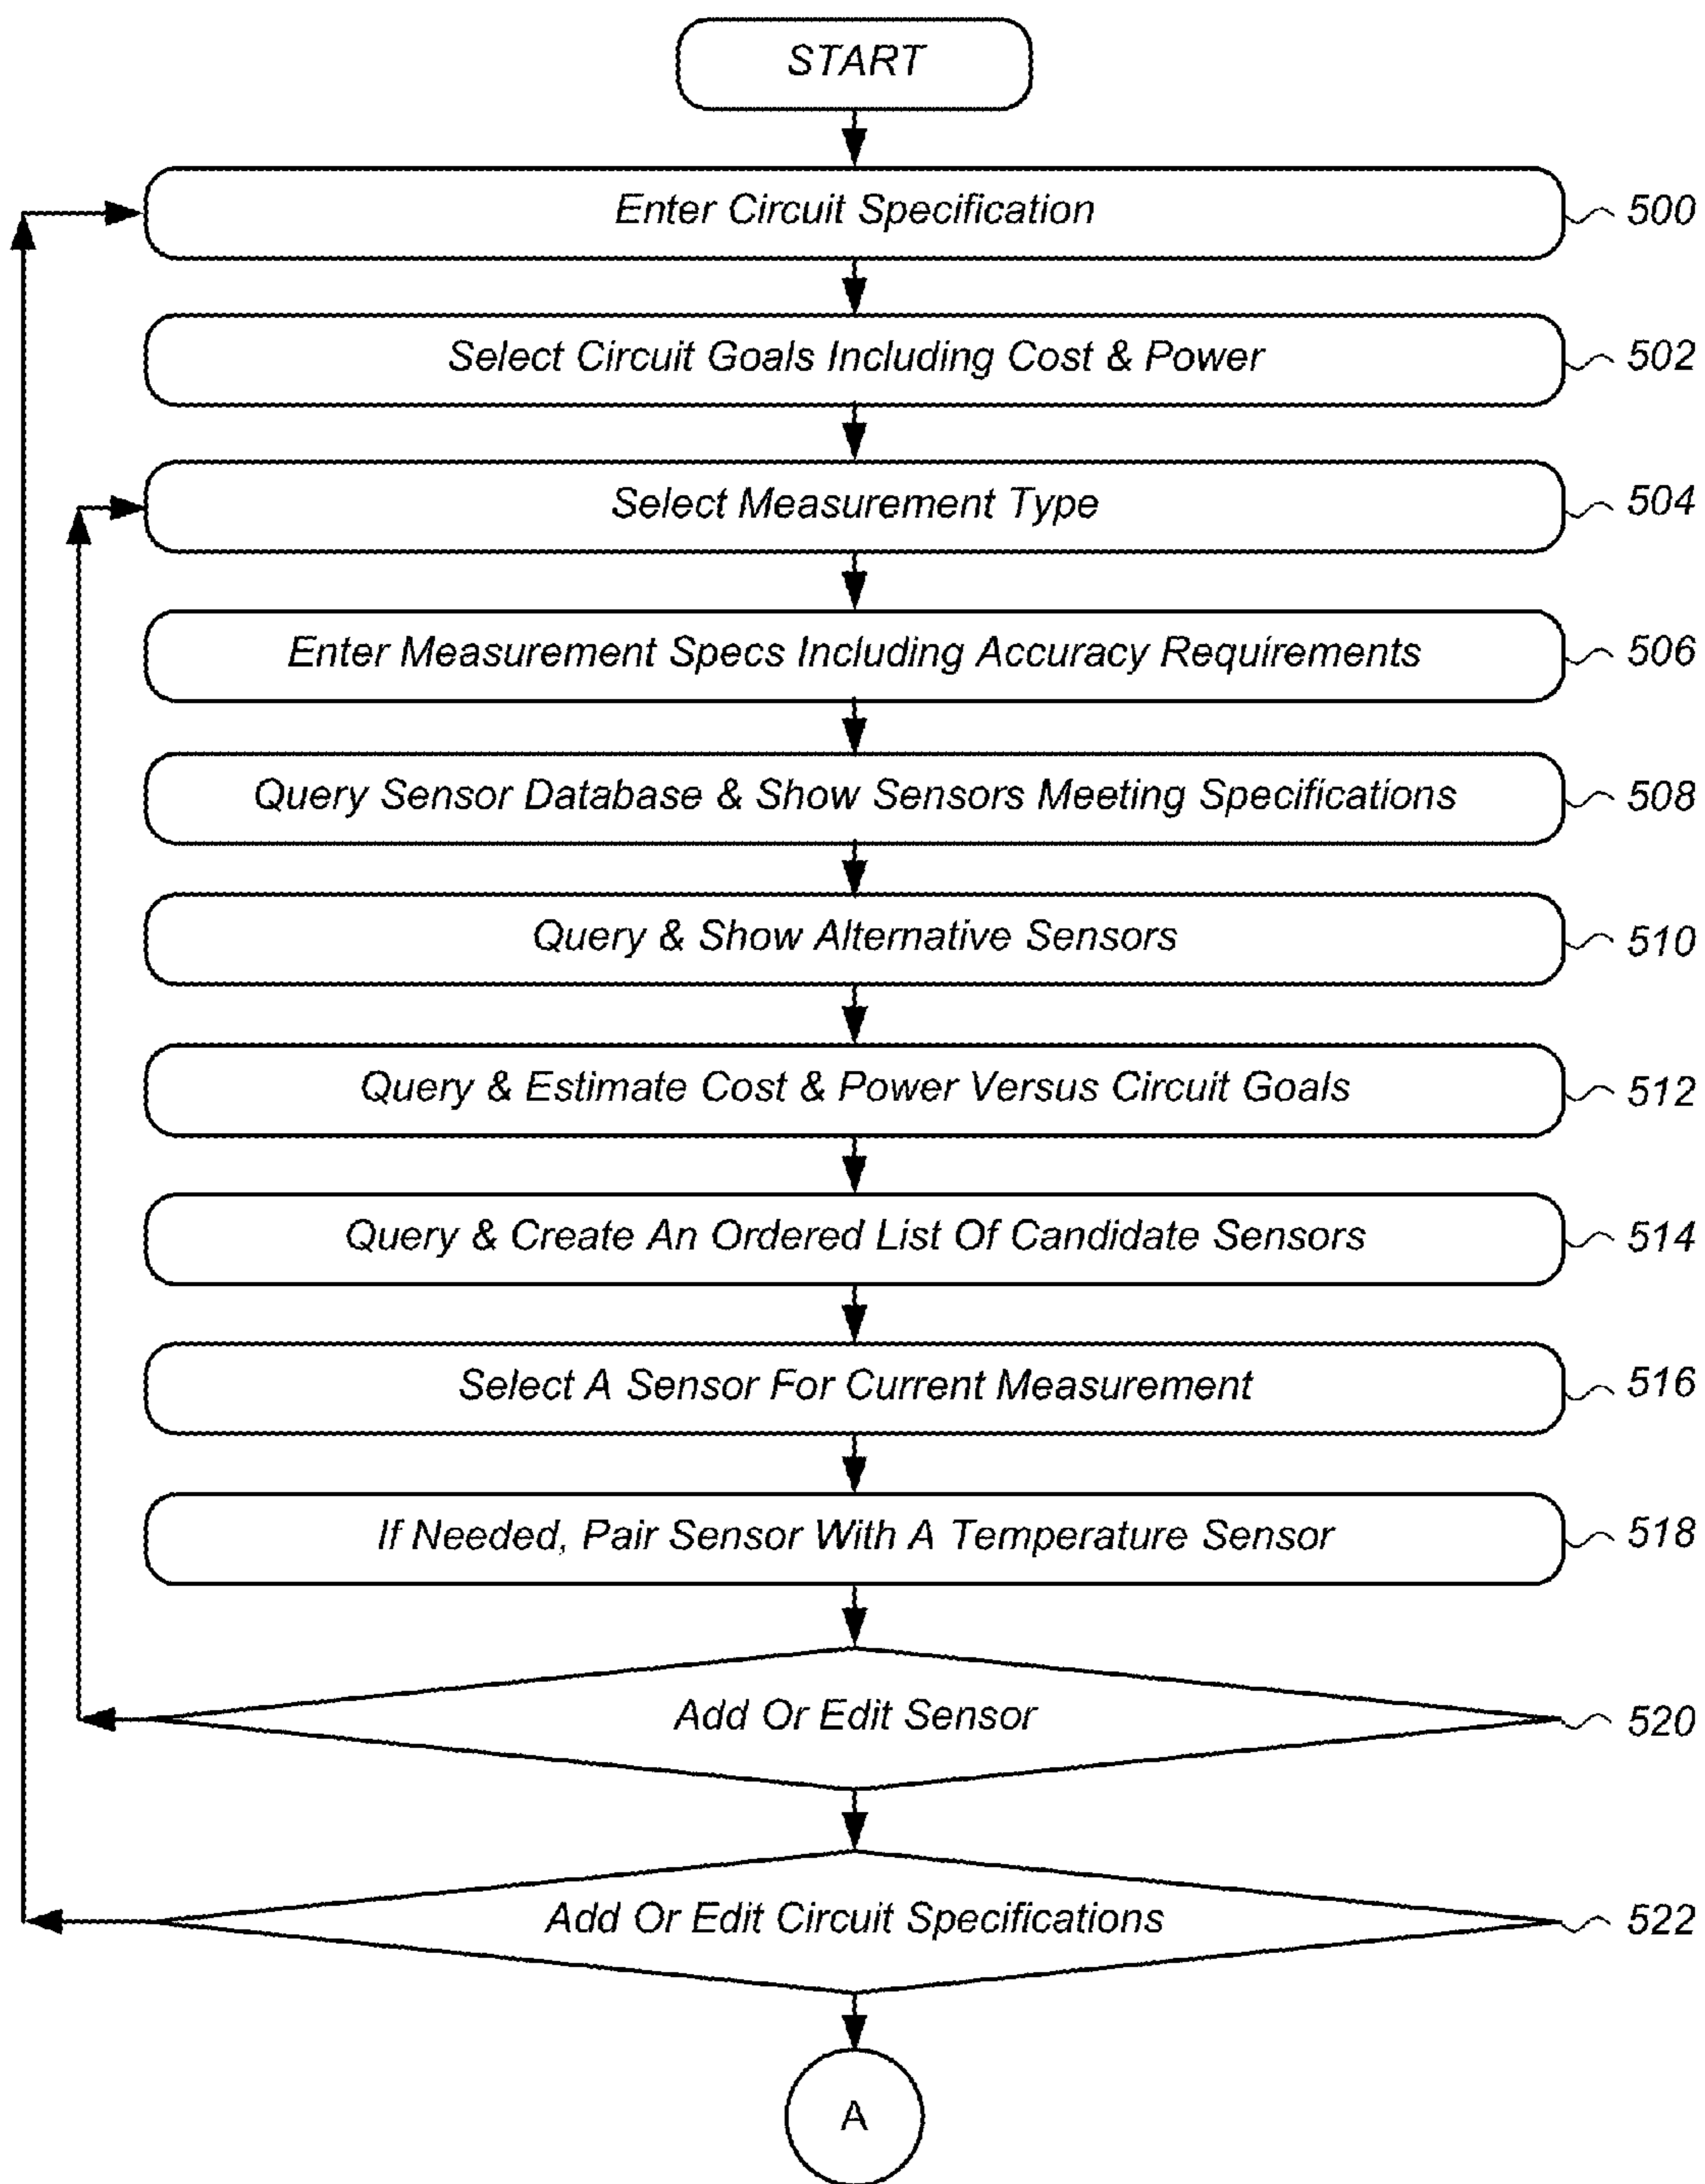 START
Enter Circuit Specification
500
Select Circuit Goals Including Cost & Power
502
Select Measurement Type
504
Enter Measurement Specs Including Accuracy Requirements
506
Query Sensor Database & Show Sensors Meeting Specifications
508
Query & Show Alternative Sensors
510
Query & Estimate Cost & Power Versus Circuit Goals
512
Query & Create An Ordered List Of Candidate Sensors
514
Select A Sensor For Current Measurement
516
If Needed, Pair Sensor With A Temperature Sensor
518
Add Or Edit Sensor
520
Add Or Edit Circuit Specifications
522
A